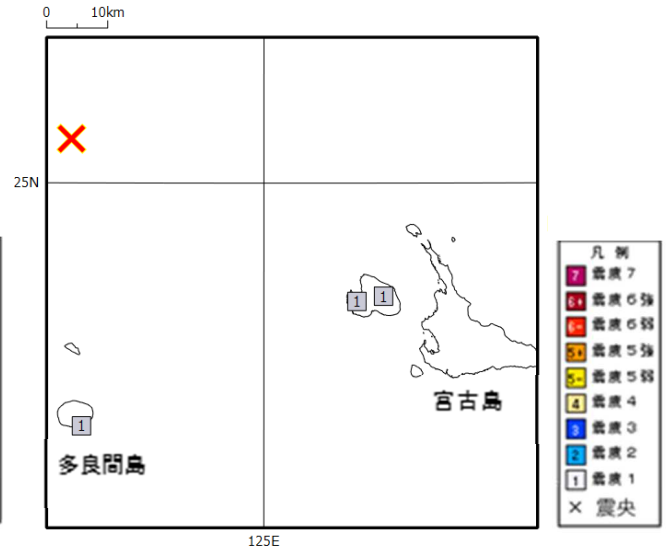 0 10km
25N
1 1
宮古島
1
多良間島
125E
凡 例
7 震度 7
6+ 震度 6 強
6- 震度 6 弱
5+ 震度 5 強
5- 震度 5 弱
4 震度 4
3 震度 3
2 震度 2
1 震度 1
× 震央